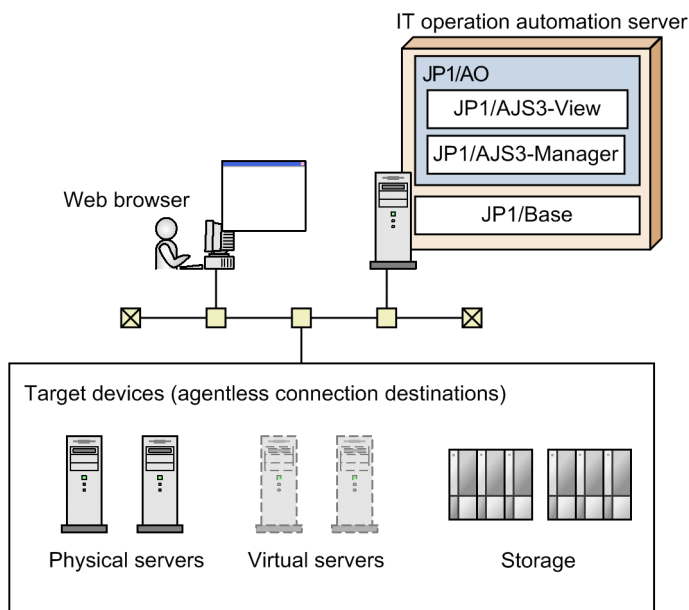 IT operation automation server
JP1/AO
JP1/AJS3-View
JP1/AJS3-Manager
JP1/Base
Web browser
Target devices (agentless connection destinations)
Physical servers
Virtual servers
Storage